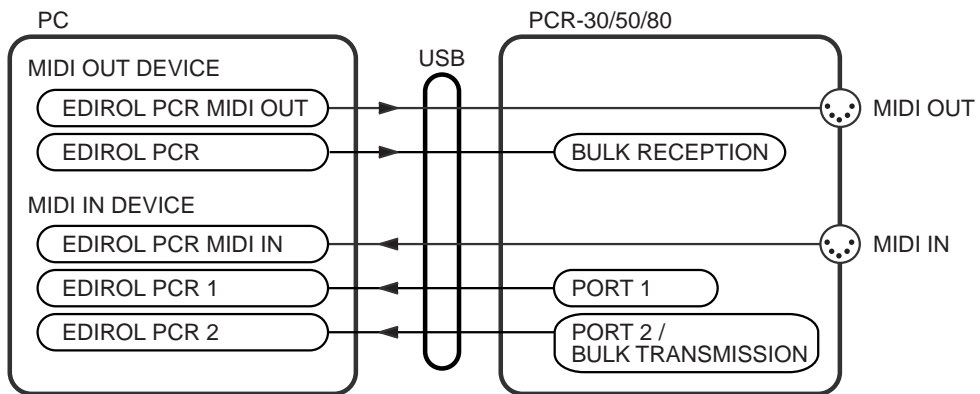 PC
PCR-30/50/80
USB
MIDI OUT DEVICE
EDIROL PCR MIDI OUT
MIDI OUT
EDIROL PCR
BULK RECEPTION
MIDI IN DEVICE
EDIROL PCR MIDI IN
MIDI IN
EDIROL PCR 1
PORT 1
EDIROL PCR 2
PORT 2 /
BULK TRANSMISSION